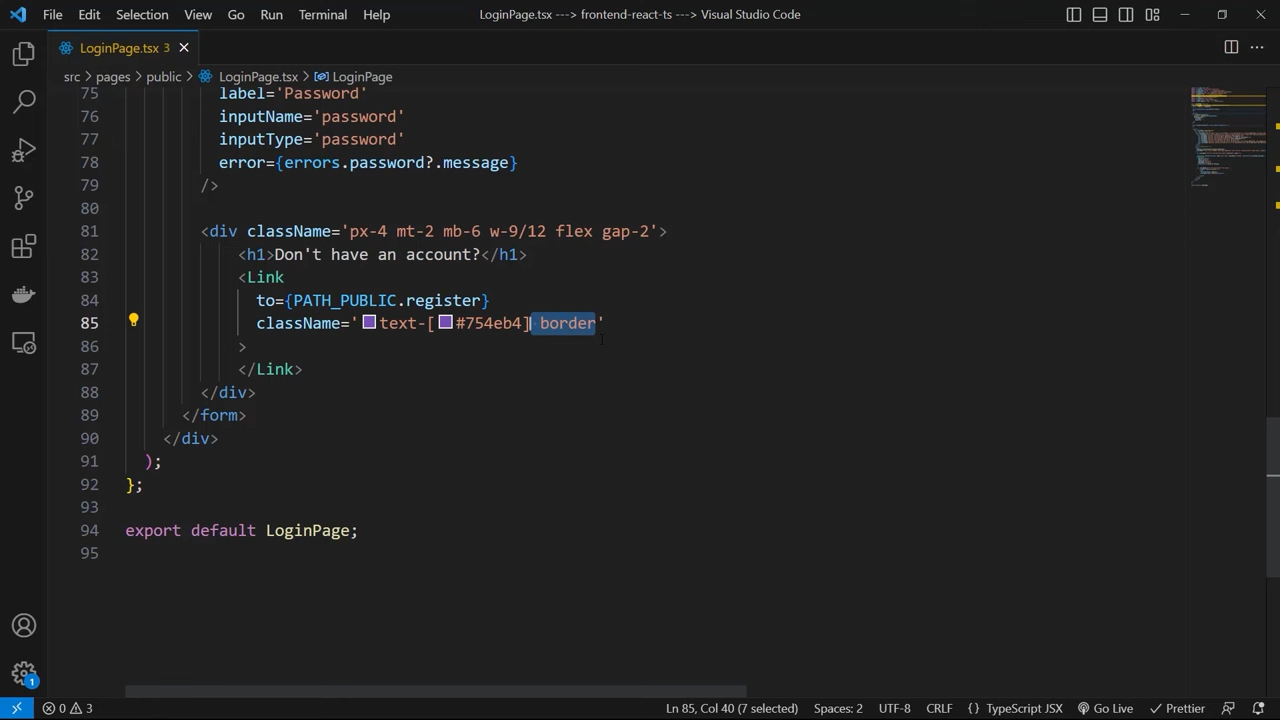 File Edit Selection View Go Run Terminal Help LoginPage.tsx ---> frontend-react-ts ---> Visual Studio Code
LoginPage.tsx 3
src > pages > public > LoginPage.tsx > LoginPage
75 label='Password'
76 inputName='password'
77 inputType='password'
78 error={errors.password?.message}
79 />
80
81 <div className='px-4 mt-2 mb-6 w-9/12 flex gap-2'>
82 <h1>Don't have an account?</h1>
83 <Link
84 to={PATH_PUBLIC.register}
85 className='text-[#754eb4] border'
86 >
87 </Link>
88 </div>
89 </form>
90 </div>
91 );
92 };
93
94 export default LoginPage;
95
1
0 3 Ln 85, Col 40 (7 selected) Spaces: 2 UTF-8 CRLF {} TypeScript JSX Go Live Prettier